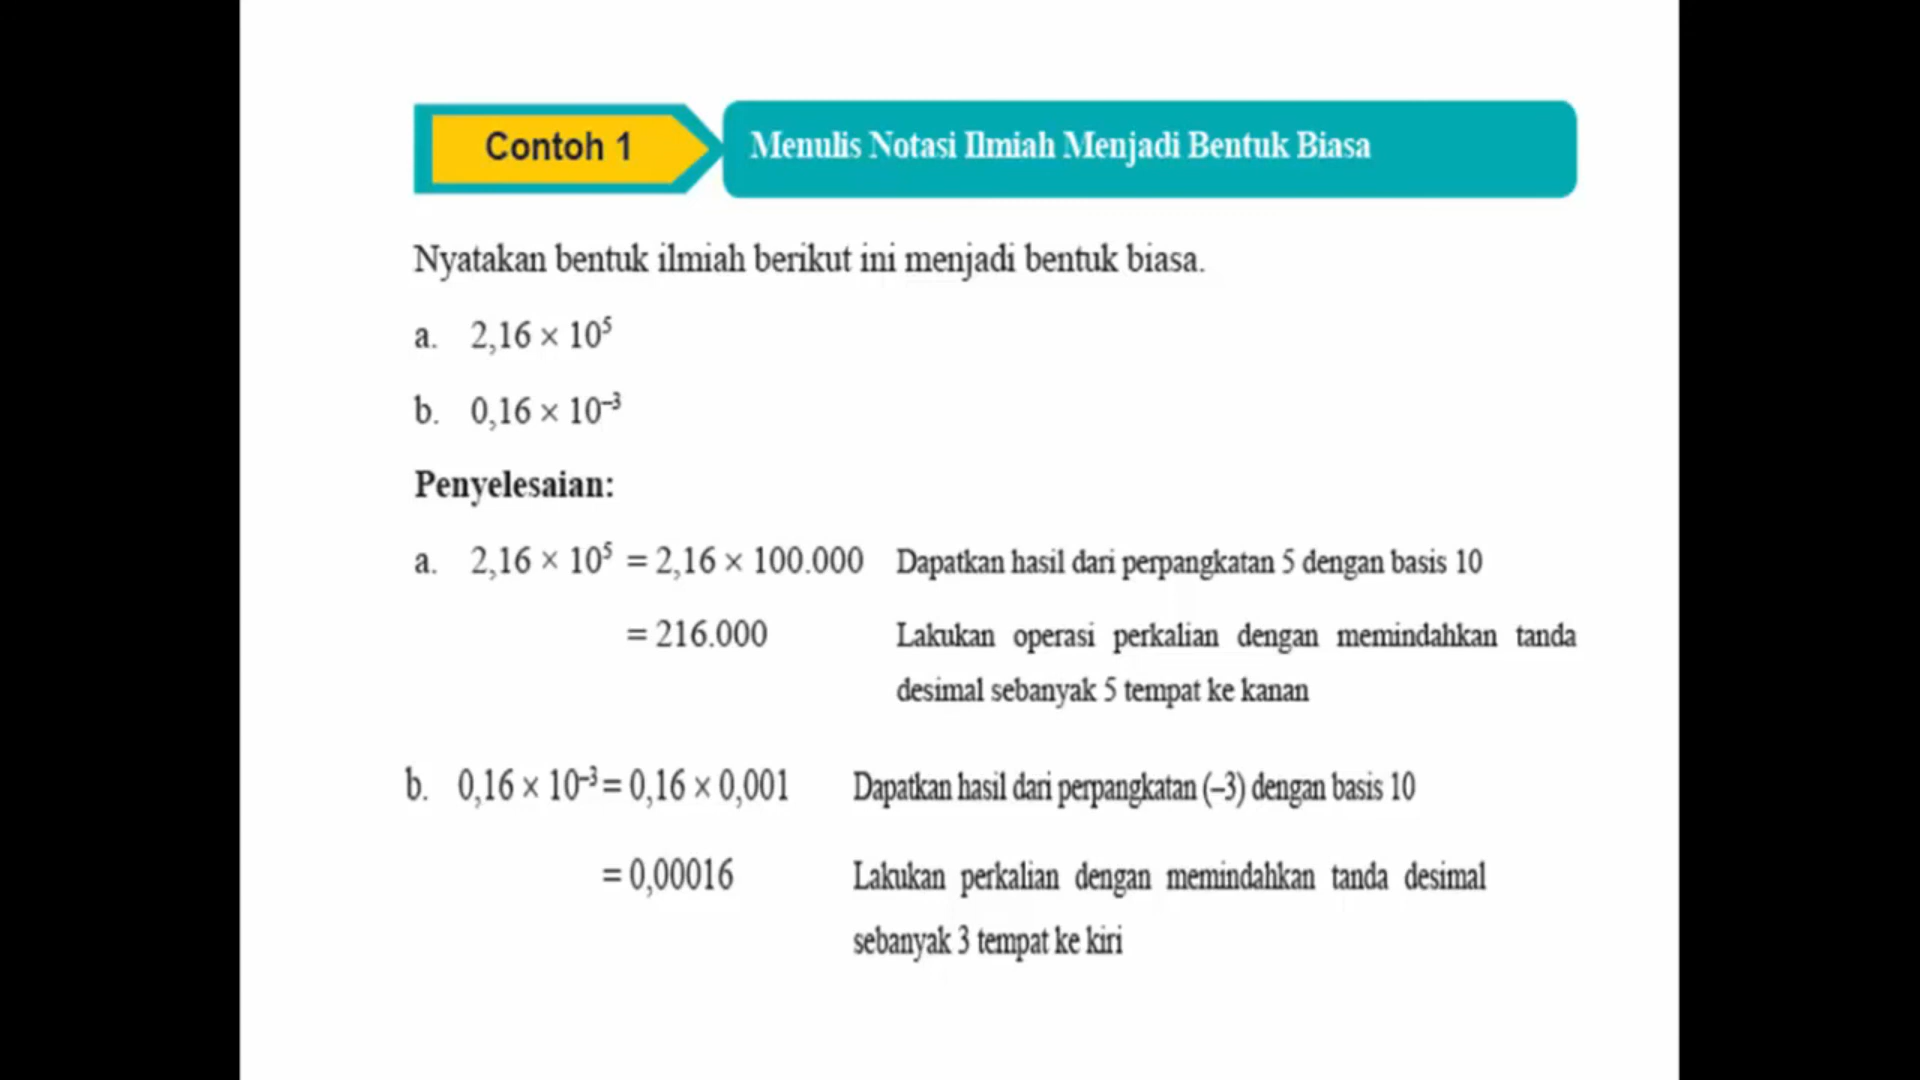 Contoh 1
Menulis Notasi Ilmiah Menjadi Bentuk Biasa
Nyatakan bentuk ilmiah berikut ini menjadi bentuk biasa.
a. 2,16 × 10⁵
b. 0,16 × 10⁻³
Penyelesaian:
a. 2,16 × 10⁵ = 2,16 × 100.000 Dapatkan hasil dari perpangkatan 5 dengan basis 10
= 216.000 Lakukan operasi perkalian dengan memindahkan tanda
desimal sebanyak 5 tempat ke kanan
b. 0,16 × 10⁻³ = 0,16 × 0,001 Dapatkan hasil dari perpangkatan (–3) dengan basis 10
= 0,00016 Lakukan perkalian dengan memindahkan tanda desimal
sebanyak 3 tempat ke kiri